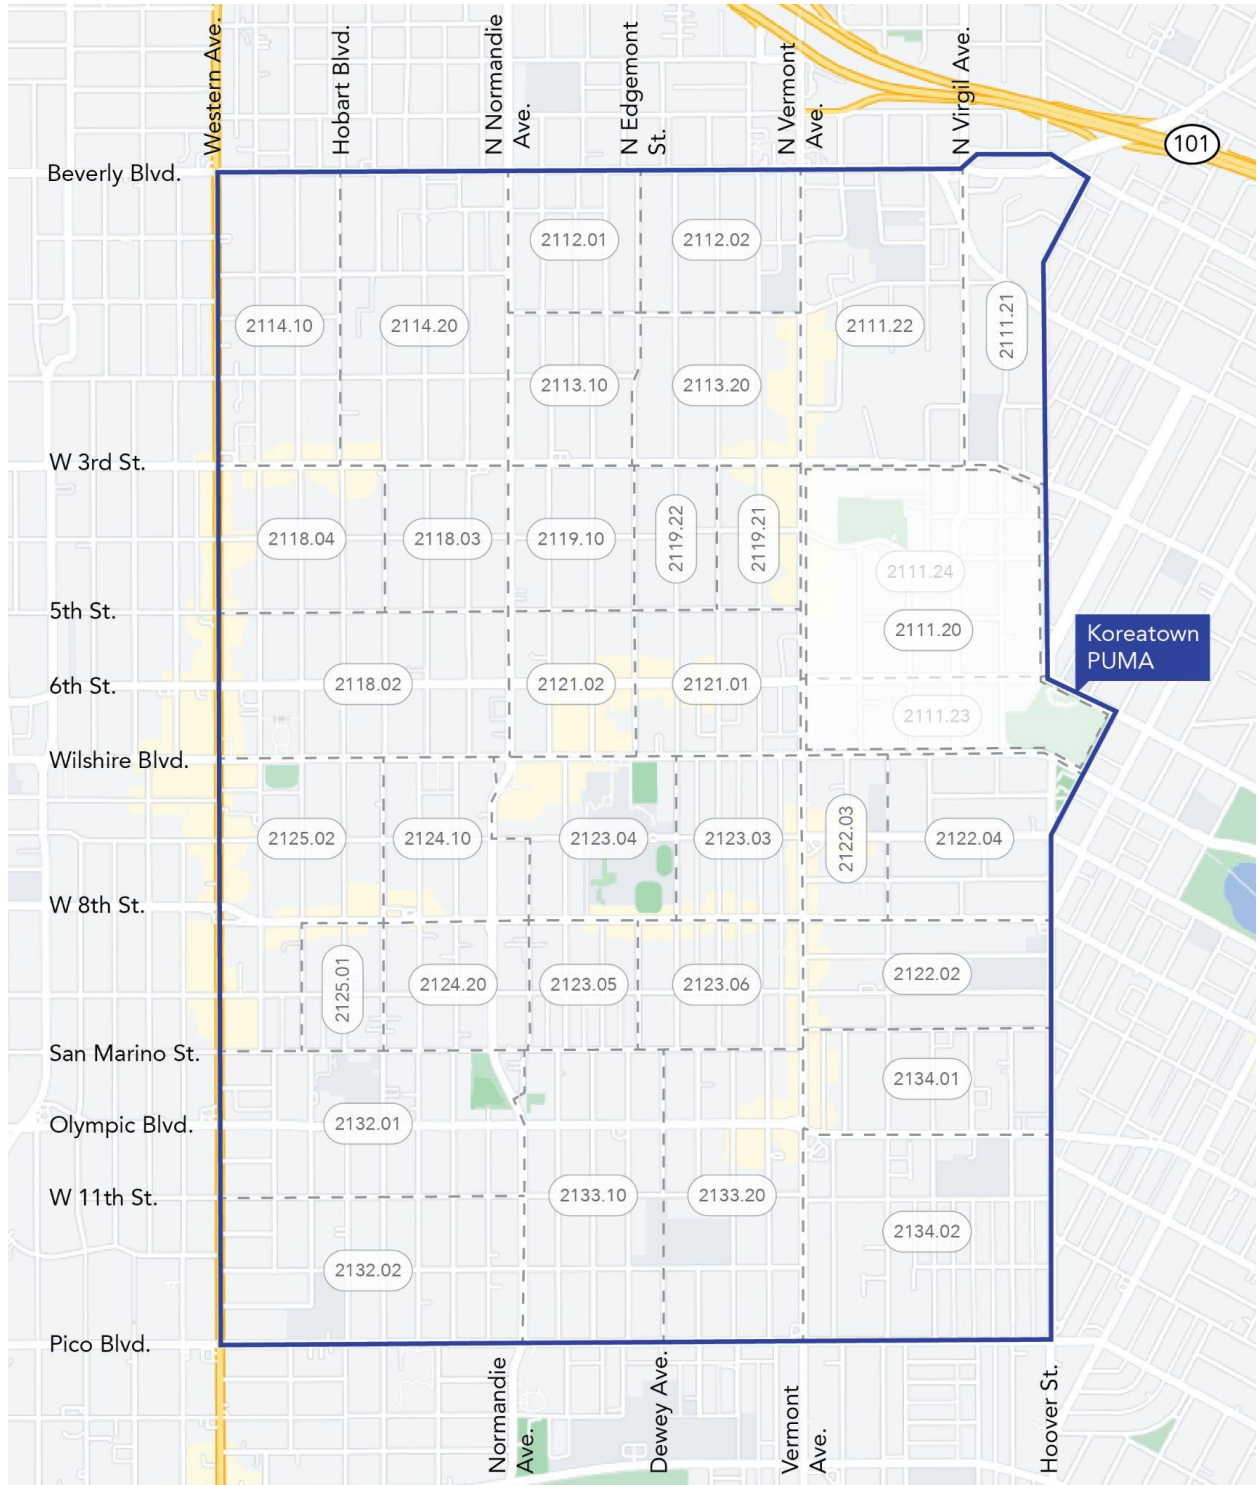 Western Ave.
Hobart Blvd.
N Normandie
Ave.
N Edgemont
St.
N Vermont
Ave.
N Virgil Ave.
101
Beverly Blvd.
2112.01
2112.02
2114.10
2114.20
2111.22
2111.21
2113.10
2113.20
W 3rd St.
2118.04
2118.03
2119.10
2119.22
2119.21
2111.24
5th St.
2111.20
Koreatown
PUMA
6th St.
2118.02
2121.02
2121.01
2111.23
Wilshire Blvd.
2125.02
2124.10
2123.04
2123.03
2122.03
2122.04
W 8th St.
2125.01
2124.20
2123.05
2123.06
2122.02
San Marino St.
2134.01
Olympic Blvd.
2132.01
W 11th St.
2133.10
2133.20
2134.02
2132.02
Pico Blvd.
Normandie
Ave.
Dewey Ave.
Vermont
Ave.
Hoover St.